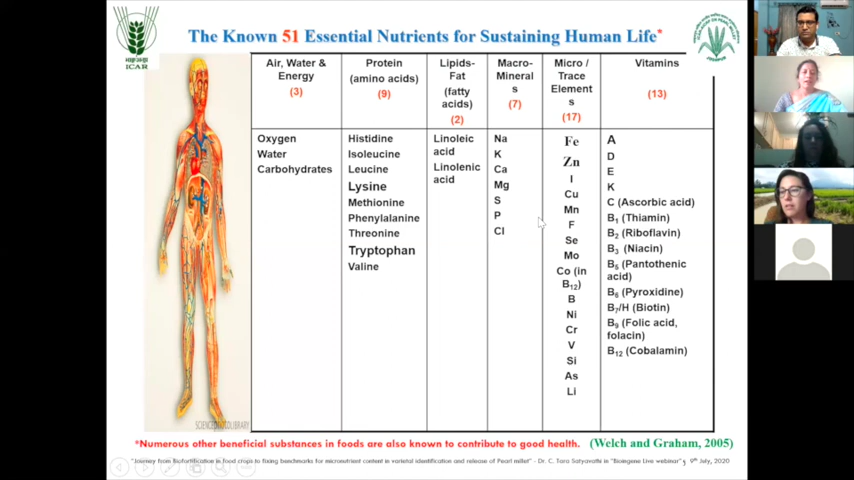 The Known 51 Essential Nutrients for Sustaining Human Life*
ICAR
Air, Water & Energy (3)
Protein (amino acids) (9)
Lipids-Fat (fatty acids) (2)
Macro-Minerals (7)
Micro / Trace Elements (17)
Vitamins (13)
Oxygen
Water
Carbohydrates
Histidine
Isoleucine
Leucine
Lysine
Methionine
Phenylalanine
Threonine
Tryptophan
Valine
Linoleic
acid
Linolenic
acid
Na
K
Ca
Mg
S
P
Cl
Fe
Zn
I
Cu
Mn
F
Se
Mo
Co (in
B12)
B
Ni
Cr
V
Si
As
Li
A
D
E
K
C (Ascorbic acid)
B1 (Thiamin)
B2 (Riboflavin)
B3 (Niacin)
B5 (Pantothenic
acid)
B6 (Pyroxidine)
B7/H (Biotin)
B9 (Folic acid,
folacin)
B12 (Cobalamin)
*Numerous other beneficial substances in foods are also known to contribute to good health. (Welch and Graham, 2005)
"Journey from Biofortification in food crops to fixing benchmarks for micronutrient content in varietal identification and release of Pearl millet" - Dr. C. Tara Satyavathi in "Bioingene Live webinar", 9th July, 2020